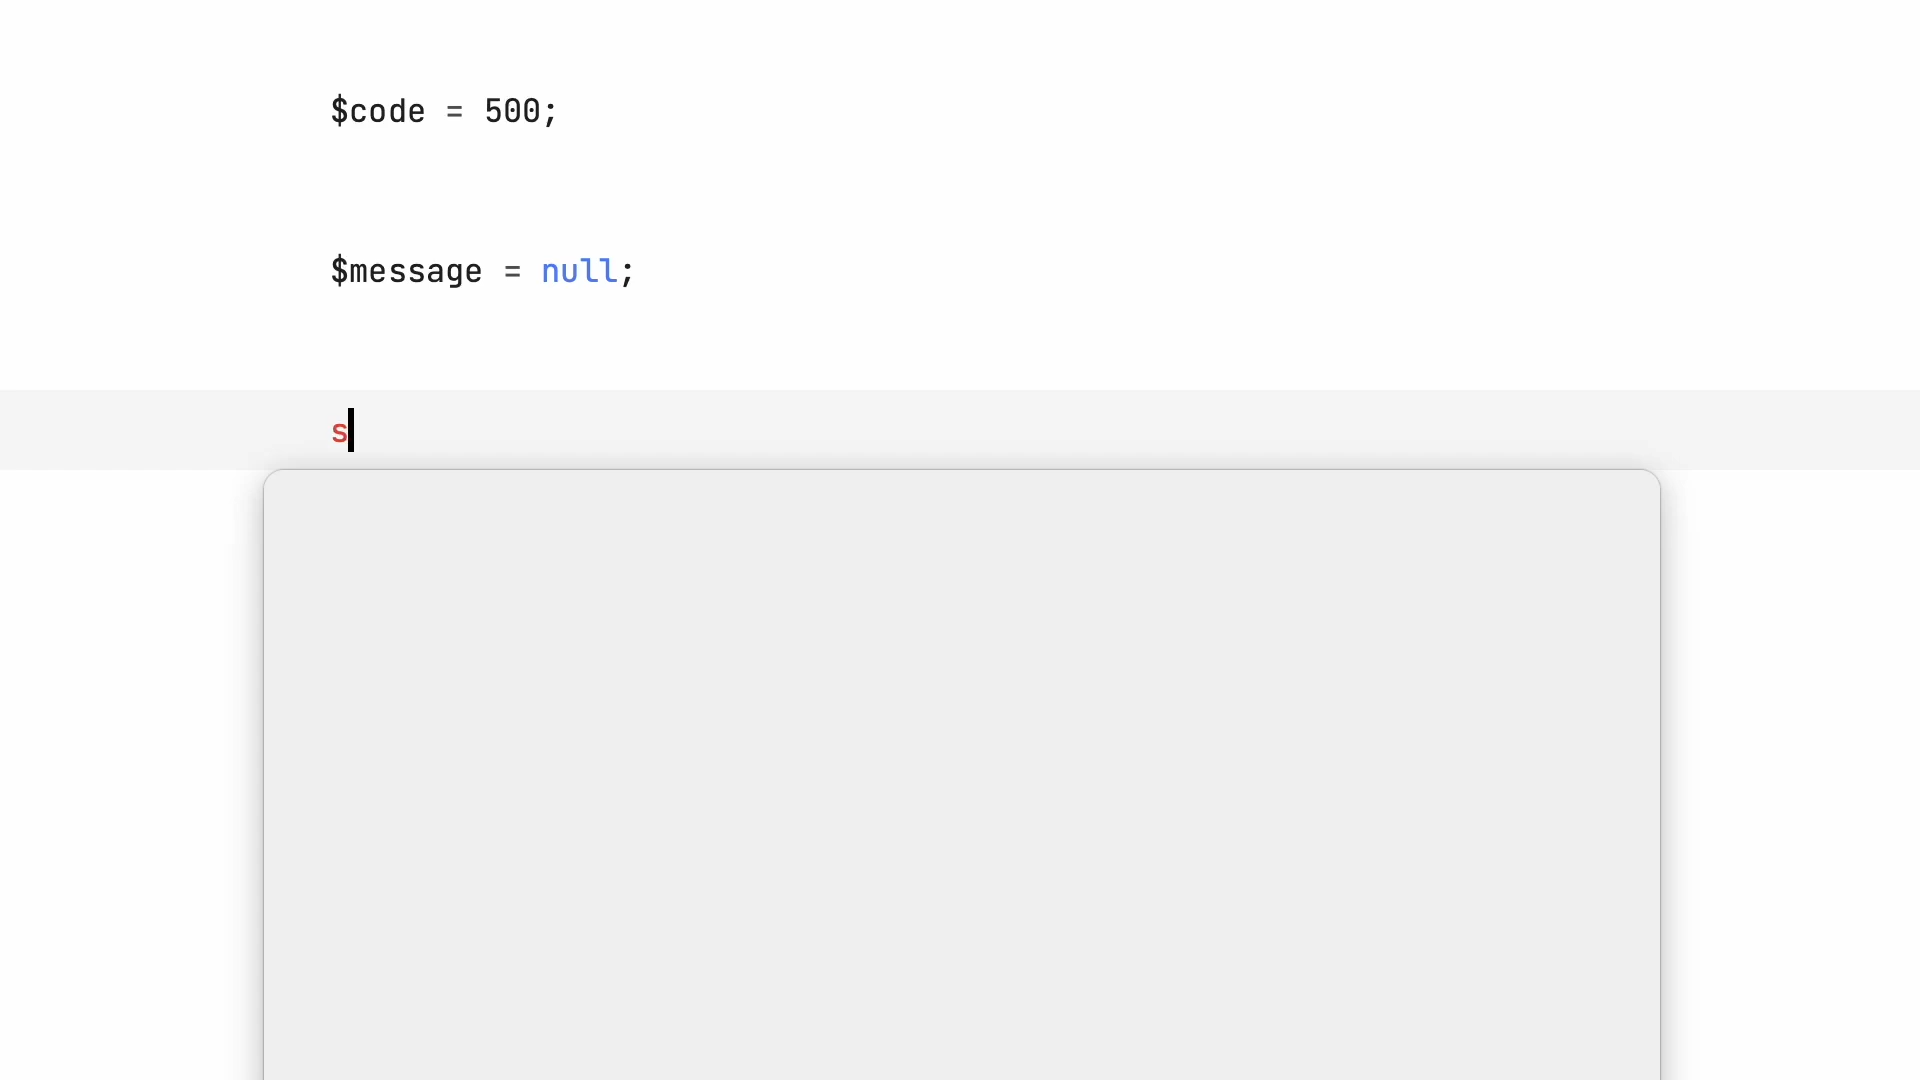 $code = 500;
$message = null;
s